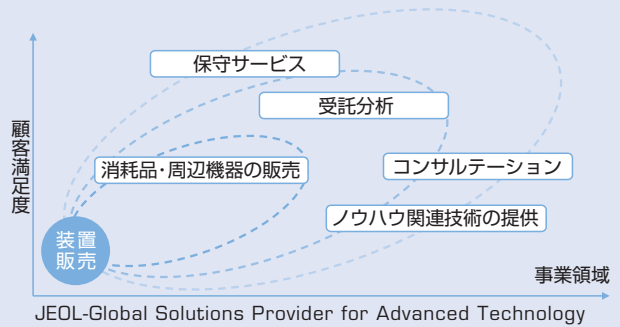 保守サービス
受託分析
顧客満足度
消耗品・周辺機器の販売
コンサルテーション
ノウハウ関連技術の提供
装置
販売
事業領域
JEOL-Global Solutions Provider for Advanced Technology